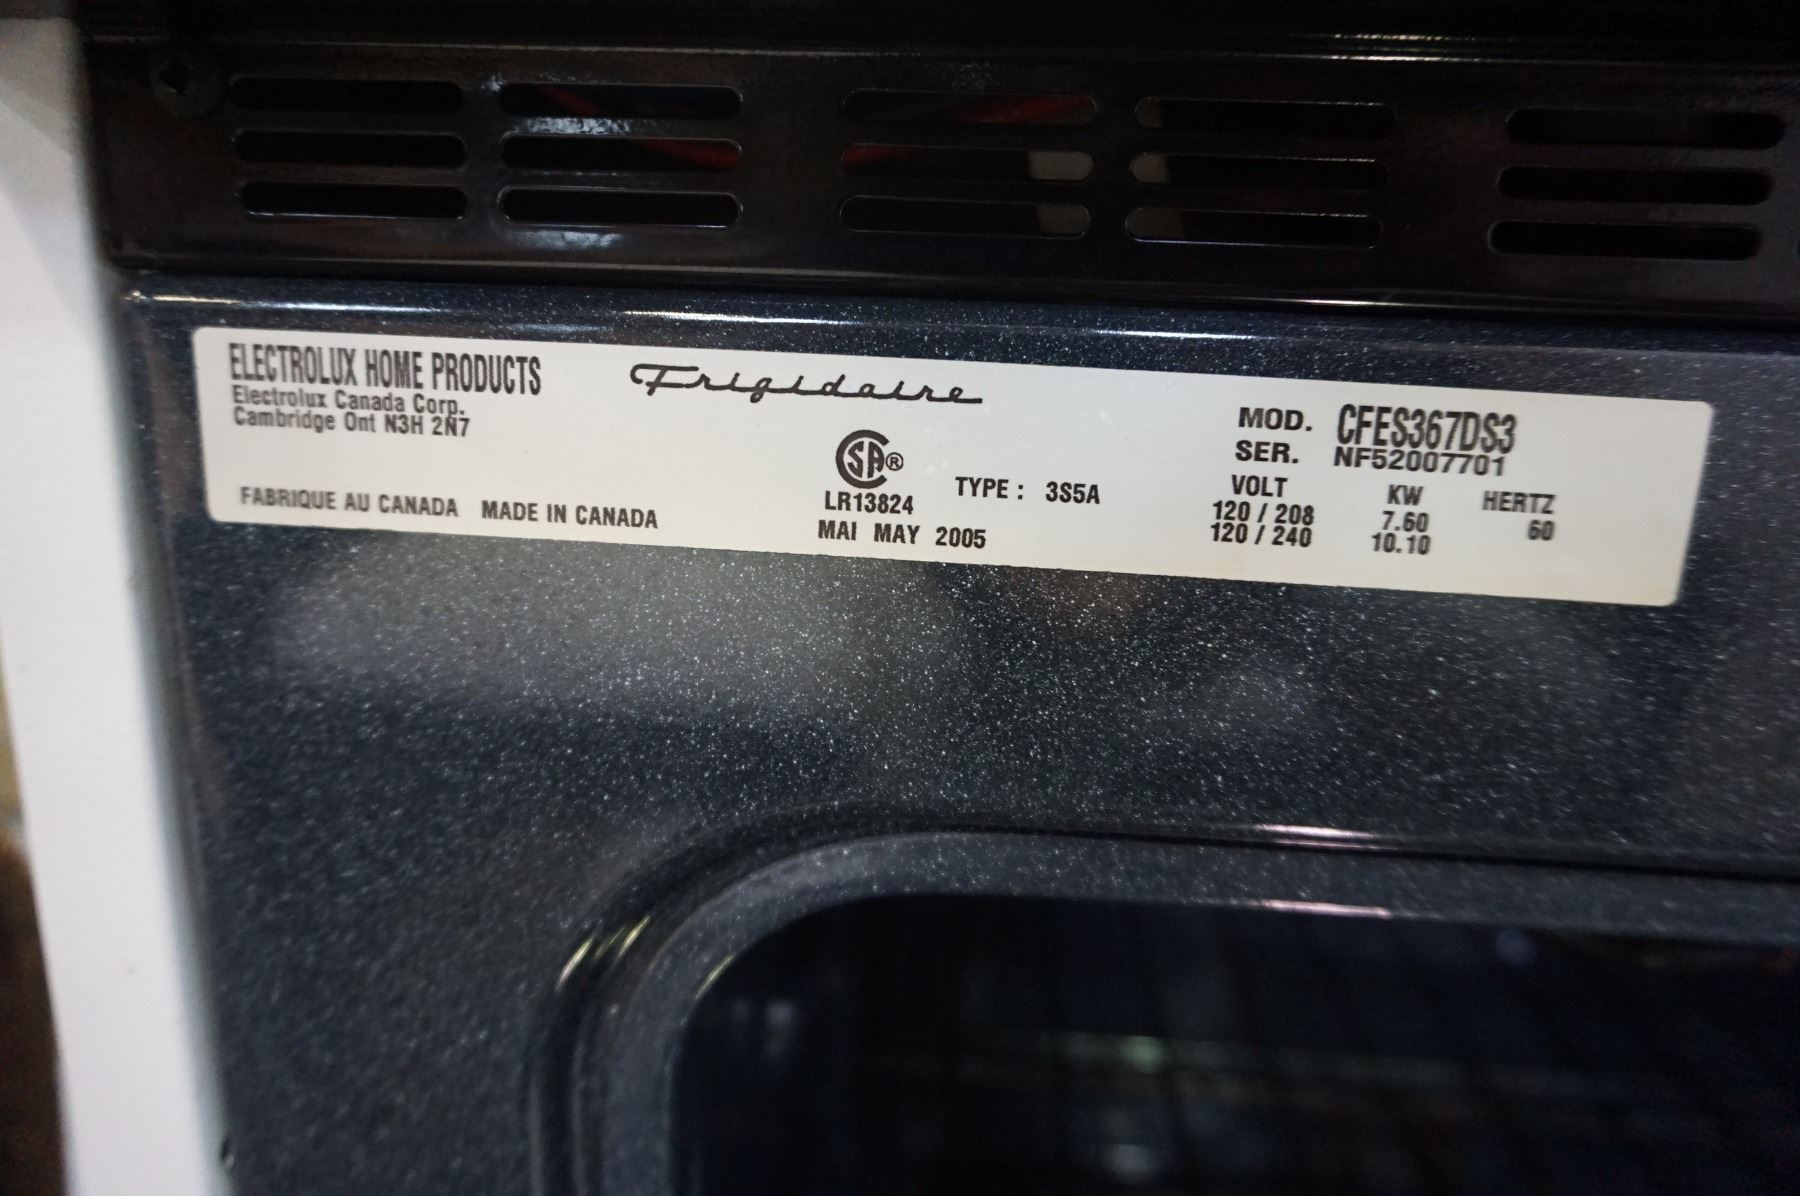 ELECTROLUX HOME PRODUCTS
Electrolux Canada Corp.
Cambridge Ont N3H 2N7
FABRIQUE AU CANADA MADE IN CANADA
Frigidaire
SA®
LR13824
MAI MAY 2005
TYPE : 3S5A
MOD. CFES367DS3
SER. NF52007701
VOLT KW HERTZ
120 / 208 7.60 60
120 / 240 10.10